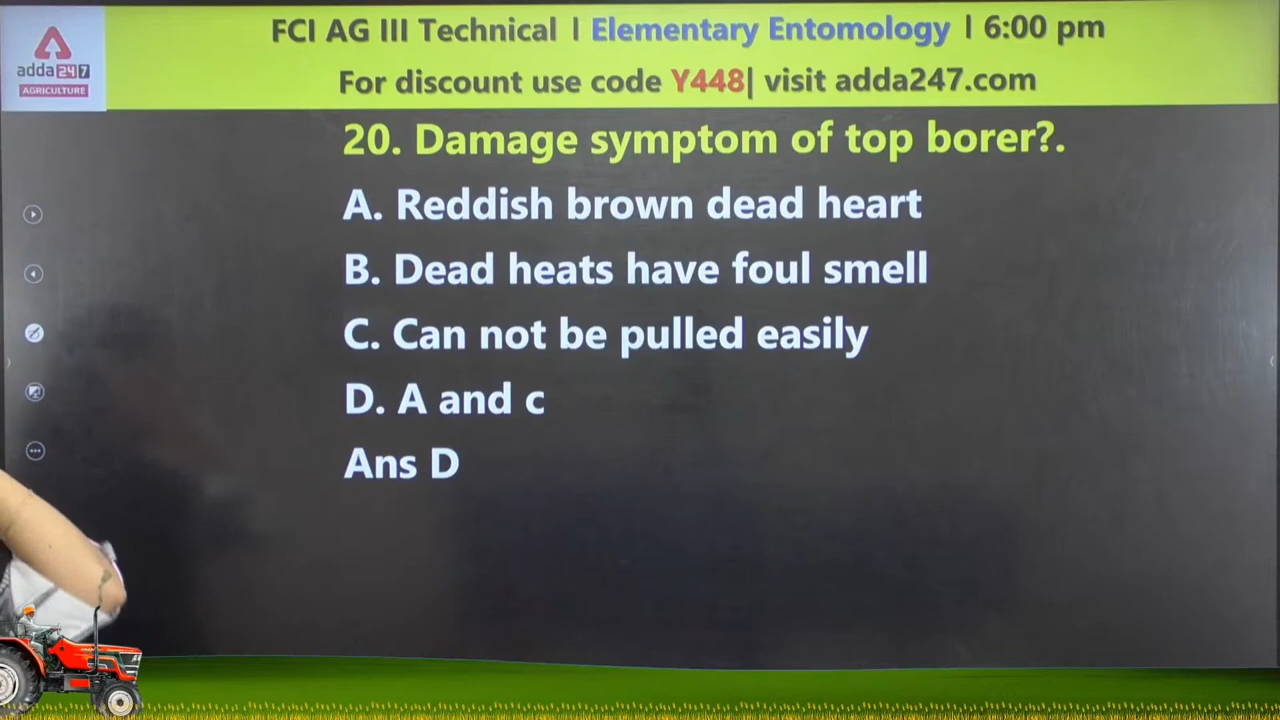 FCI AG III Technical I Elementary Entomology I 6:00 pm
For discount use code Y448| visit adda247.com
adda247
AGRICULTURE
20. Damage symptom of top borer?.
A. Reddish brown dead heart
B. Dead heats have foul smell
C. Can not be pulled easily
D. A and c
Ans D